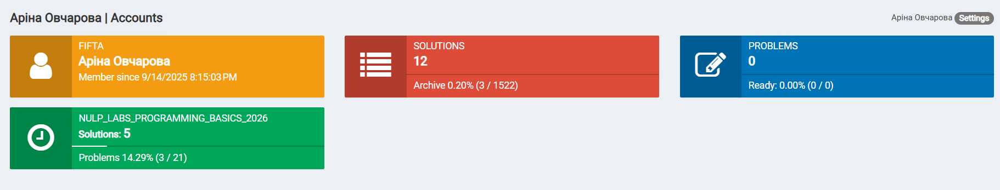 Аріна Овчарова | Accounts
Аріна Овчарова Settings
FIFTA
Аріна Овчарова
Member since 9/14/2025 8:15:03 PM
SOLUTIONS
12
Archive 0.20% (3 / 1522)
PROBLEMS
0
Ready: 0.00% (0 / 0)
NULP_LABS_PROGRAMMING_BASICS_2026
Solutions: 5
Problems 14.29% (3 / 21)